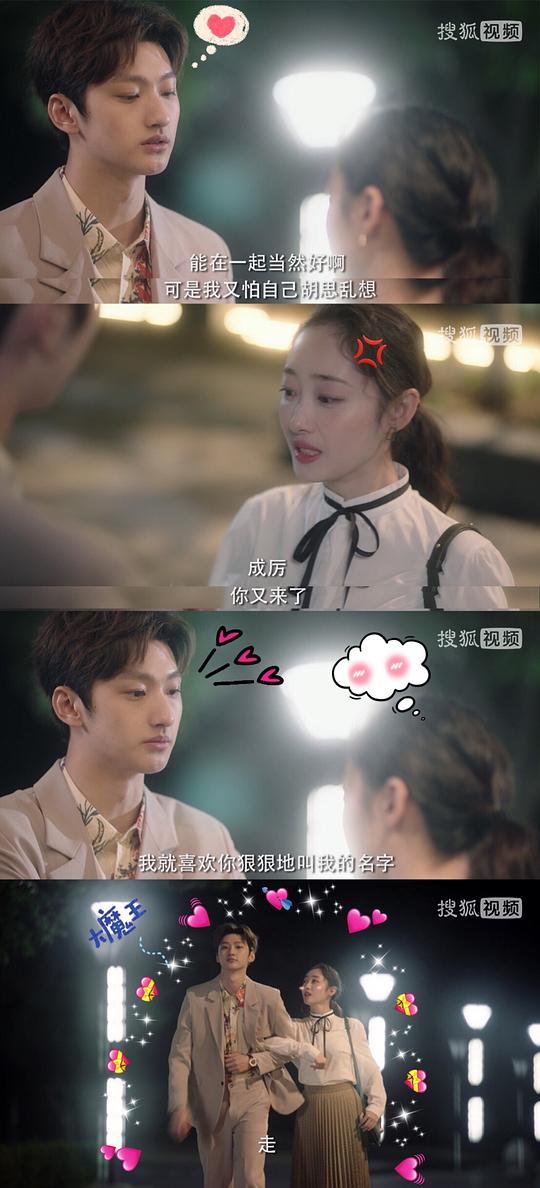 搜狐视频
能在一起当然好啊
可是我又怕自己胡思乱想
搜狐视频
成厉
你又来了
搜狐视频
我就喜欢你狠狠地叫我的名字
搜狐视频
大魔王
走